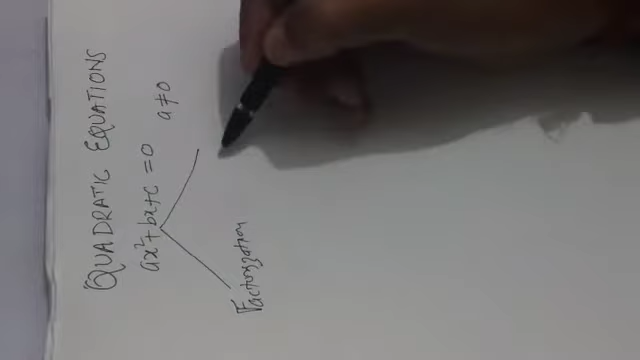 QUADRATIC EQUATIONS
ax²+bx+c = 0 a≠0
Factorization